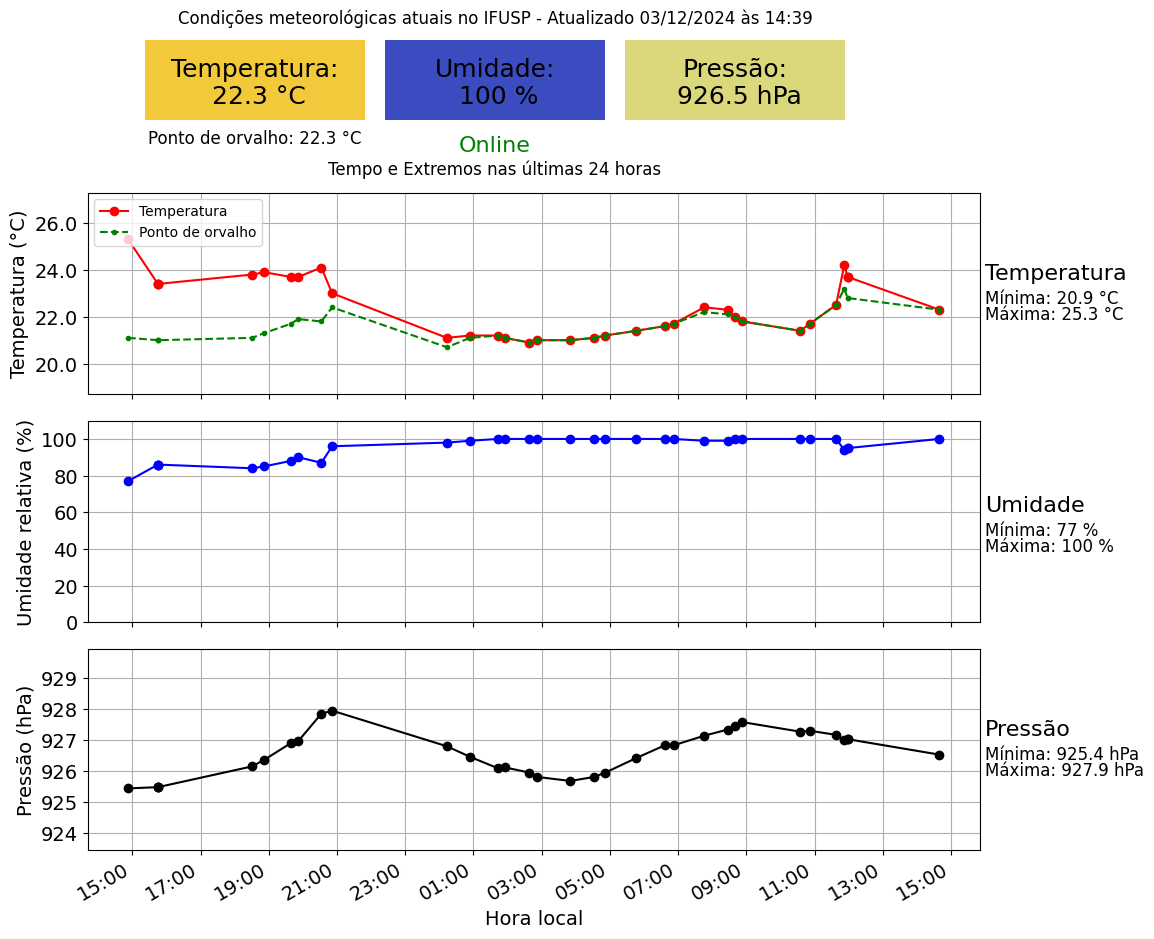 Condições meteorológicas atuais no IFUSP - Atualizado 03/12/2024 às 14:39
Temperatura:
22.3 °C
Umidade:
100 %
Pressão:
926.5 hPa
Ponto de orvalho: 22.3 °C
Online
Tempo e Extremos nas últimas 24 horas
Temperatura (°C)
26.0
24.0
22.0
20.0
Temperatura
Ponto de orvalho
Temperatura
Mínima: 20.9 °C
Máxima: 25.3 °C
Umidade relativa (%)
100
80
60
40
20
0
Umidade
Mínima: 77 %
Máxima: 100 %
Pressão (hPa)
929
928
927
926
925
924
Pressão
Mínima: 925.4 hPa
Máxima: 927.9 hPa
15:00 17:00 19:00 21:00 23:00 01:00 03:00 05:00 07:00 09:00 11:00 13:00 15:00
Hora local